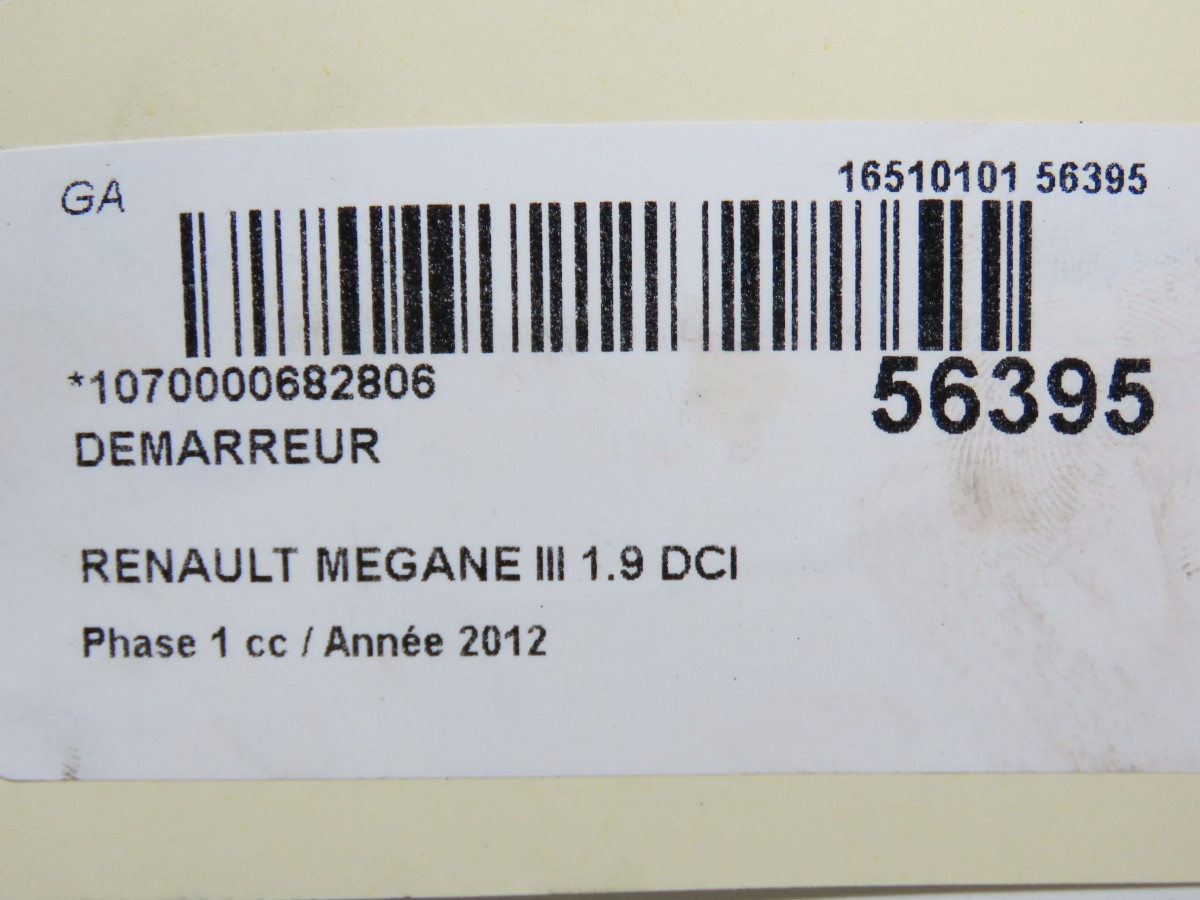 GA
16510101 56395
*1070000682806
56395
DEMARREUR
RENAULT MEGANE III 1.9 DCI
Phase 1 cc / Année 2012